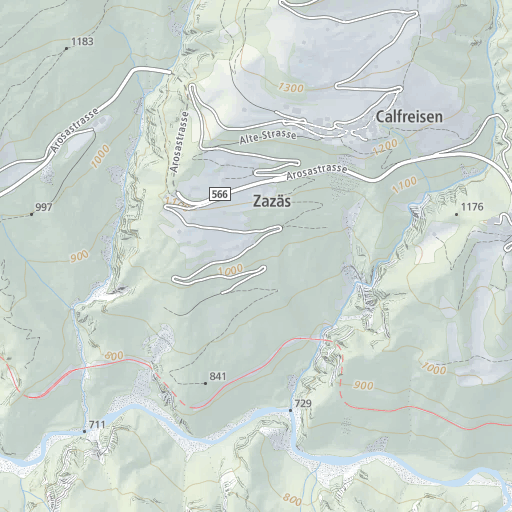 1183
1300
Arosastrasse
Arosastrasse
Calfreisen
Alte-Strasse
1000
1200
Arosastrasse
1100
566
Zazäs
997
1176
900
1000
800
1000
841
900
729
711
800